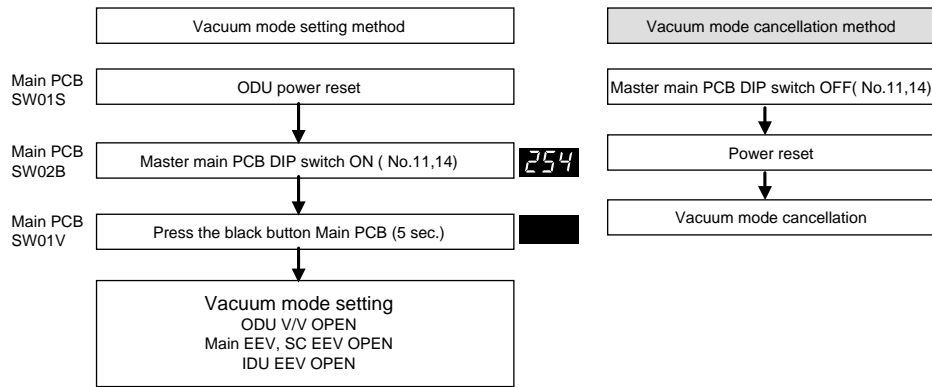 Vacuum mode setting method
Main PCB
SW01S
ODU power reset
Main PCB
SW02B
Master main PCB DIP switch ON ( No.11,14)
254
Main PCB
SW01V
Press the black button Main PCB (5 sec.)
Vacuum mode setting
ODU V/V OPEN
Main EEV, SC EEV OPEN
IDU EEV OPEN
Vacuum mode cancellation method
Master main PCB DIP switch OFF( No.11,14)
Power reset
Vacuum mode cancellation